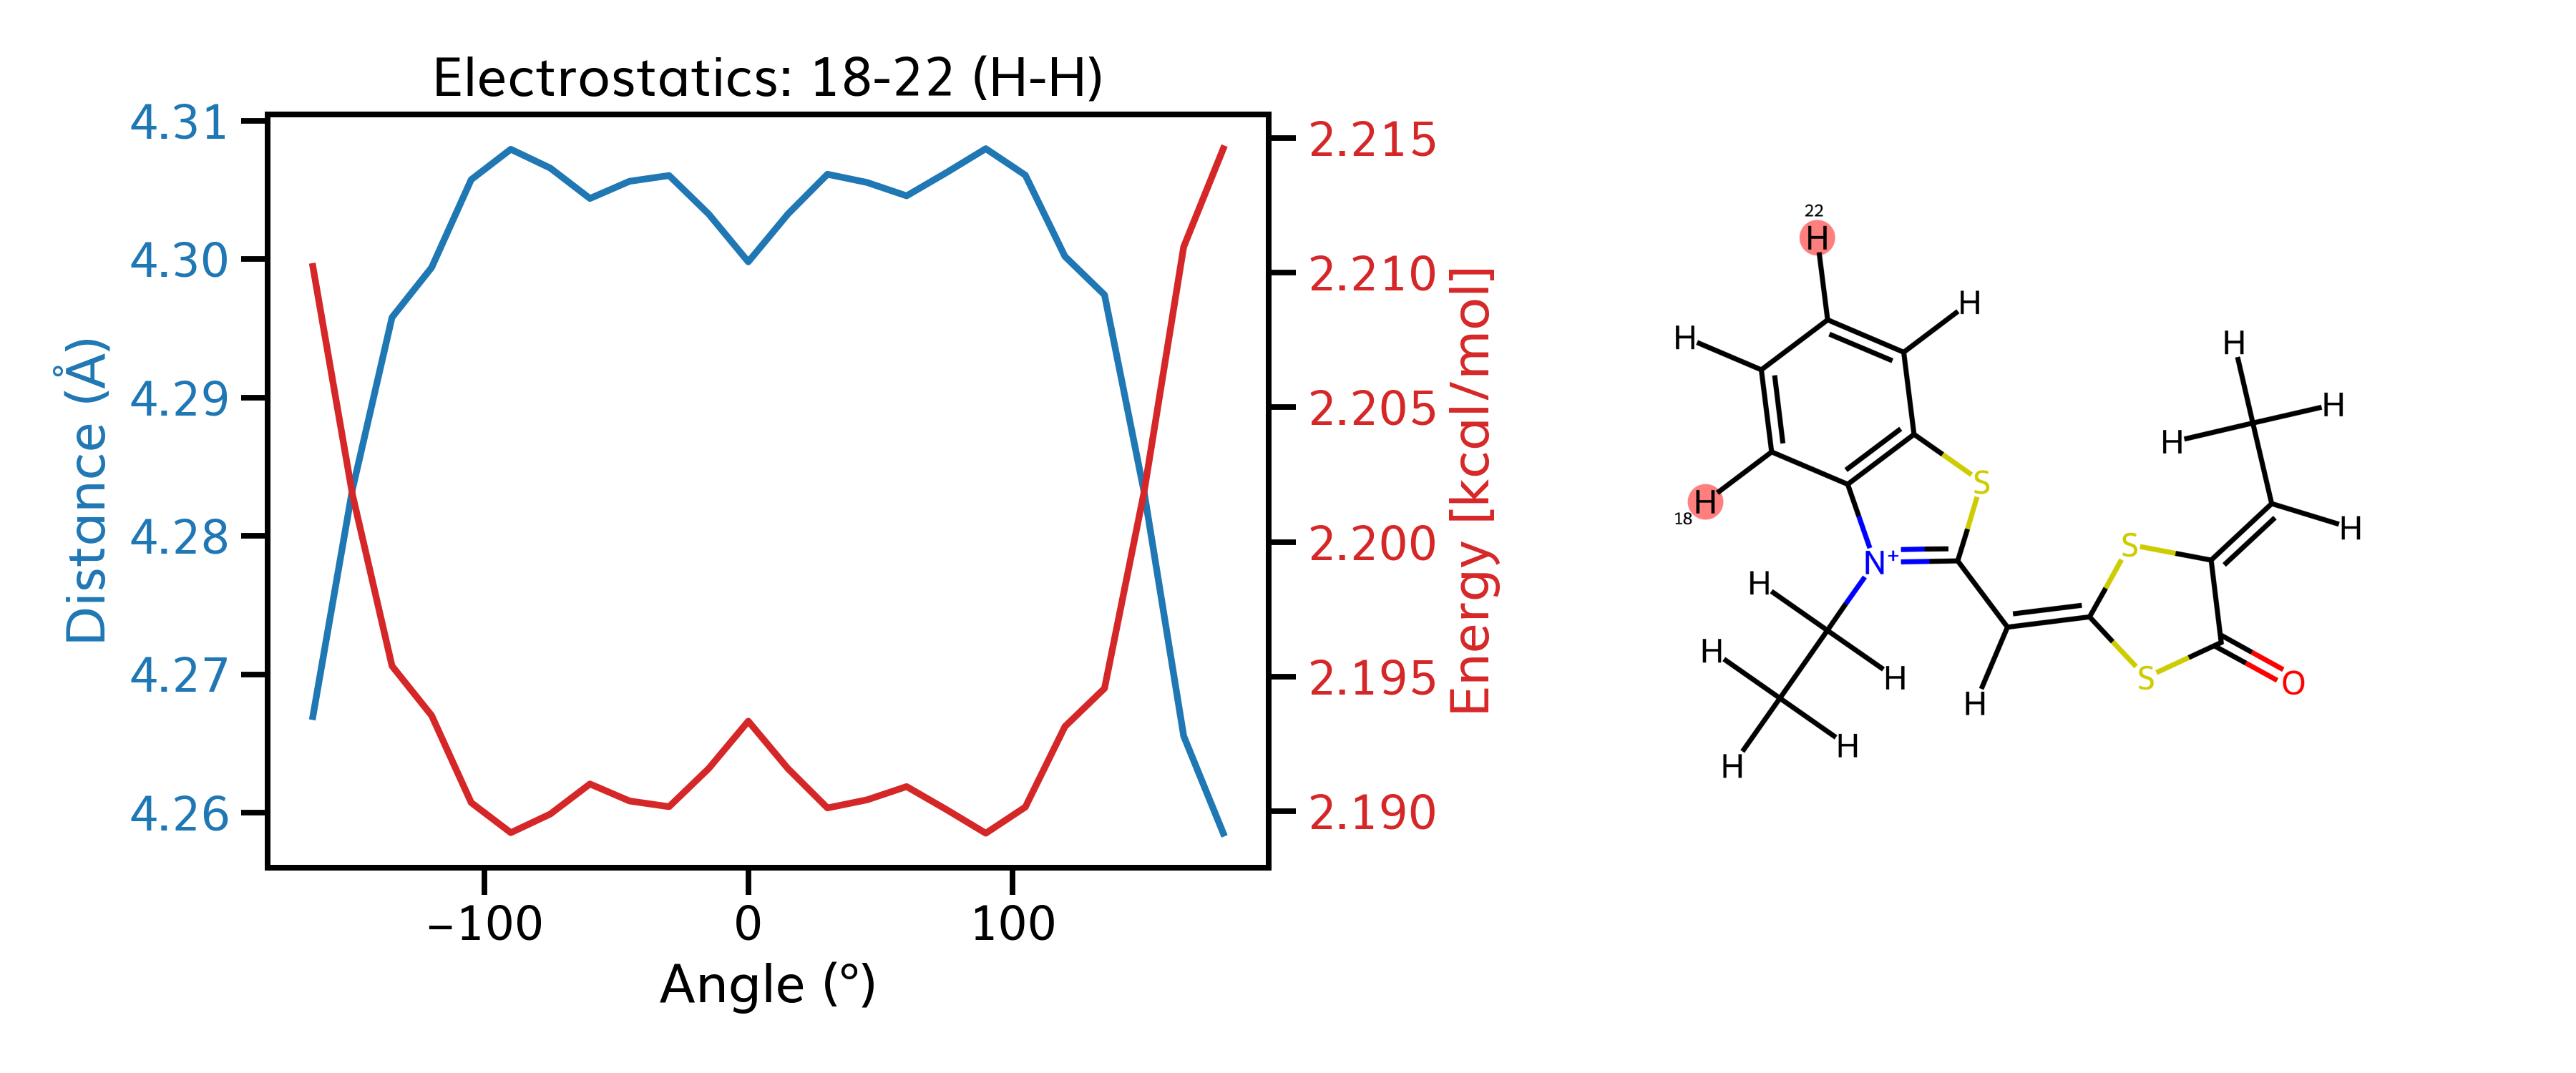 Electrostatics: 18-22 (H-H)
4.31
4.30
4.29
4.28
4.27
4.26
Distance (Å)
2.215
2.210
2.205
2.200
2.195
2.190
Energy [kcal/mol]
−100 0 100
Angle (°)
22
H
H
H
H
H
H
H
18
S
S
H
N+
H
H
H
S
O
H
H
H